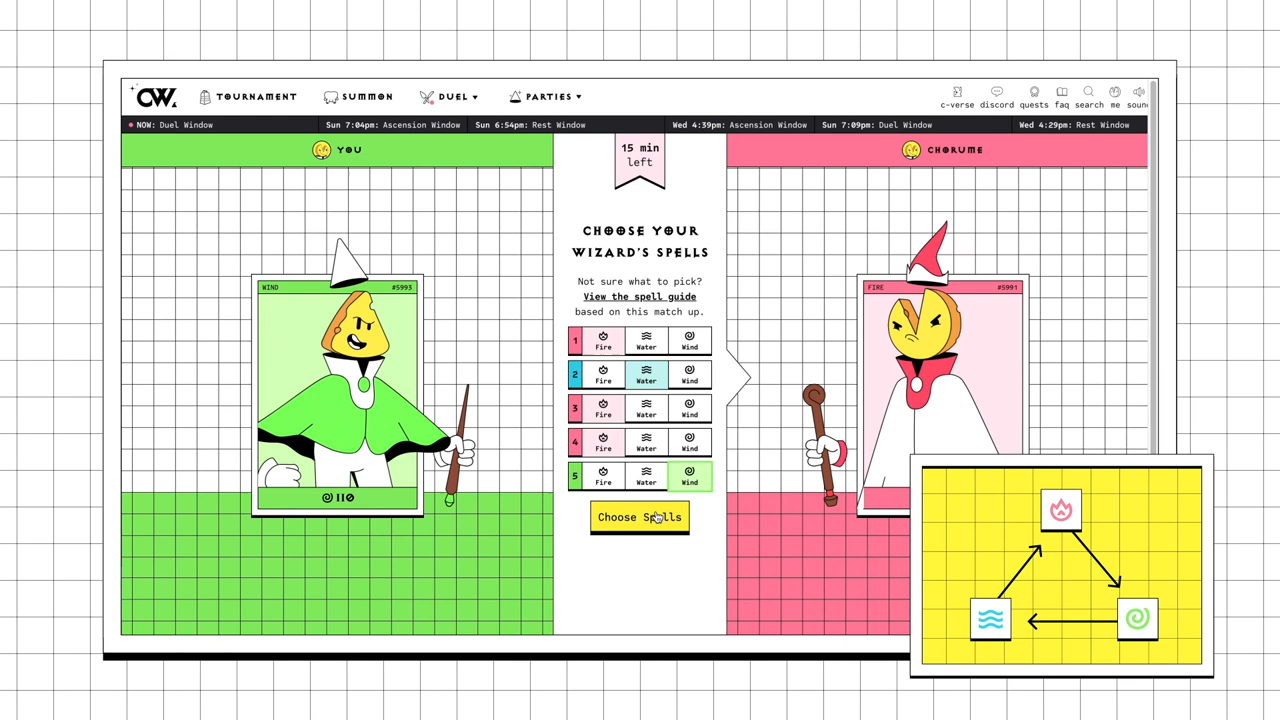 CW.
TOURNAMENT
SUMMON
DUEL
PARTIES
c-verse discord quests faq search me
NOW: Duel Window
Sun 7:04pm: Ascension Window
Sun 6:54pm: Rest Window
Wed 4:39pm: Ascension Window
Sun 7:09pm: Duel Window
Wed 4:29pm: Rest Window
YOU
15 min
left
CHORUME
CHOOSE YOUR
WIZARD'S SPELLS
Not sure what to pick?
View the spell guide
based on this match up.
WIND #5993
110
1 Fire Water Wind
2 Fire Water Wind
3 Fire Water Wind
4 Fire Water Wind
5 Fire Water Wind
Choose Spells
FIRE #5991